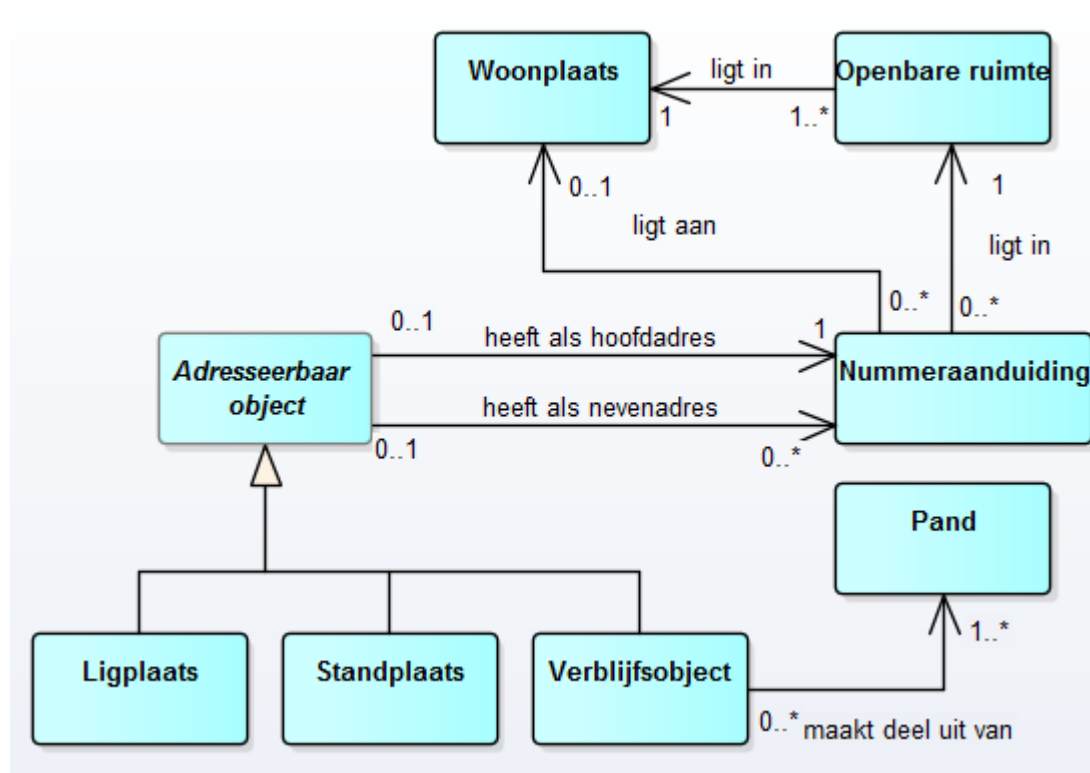 Woonplaats
ligt in
Openbare ruimte
1
1..*
0..1
1
ligt aan
ligt in
0..*
0..*
0..1
heeft als hoofdadres
1
Adresseerbaar
object
Nummeraanduiding
heeft als nevenadres
0..1
0..*
Pand
1..*
Ligplaats
Standplaats
Verblijfsobject
0..*
maakt deel uit van